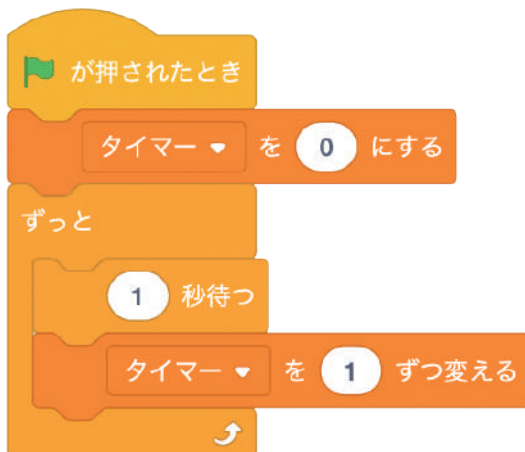 が押されたとき
タイマー を 0 にする
ずっと
1 秒待つ
タイマー を 1 ずつ変える